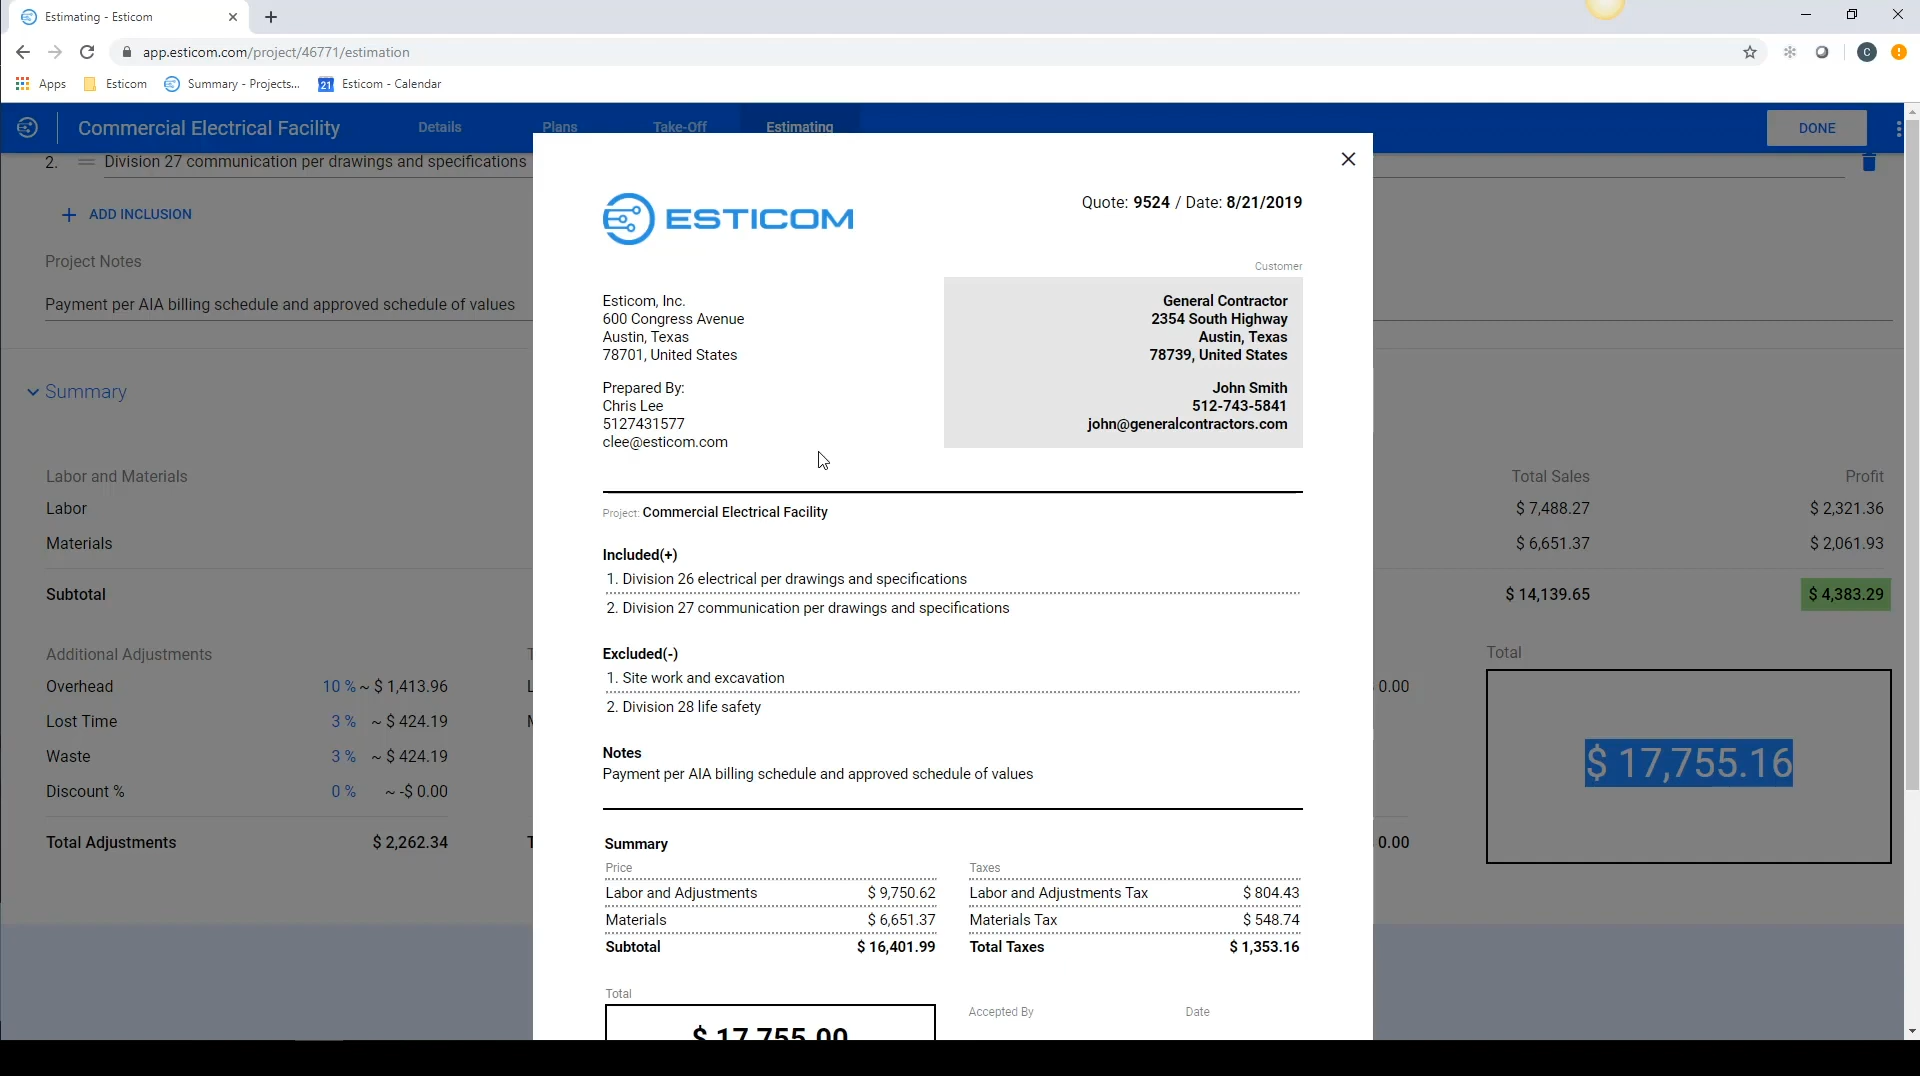 Estimating - Esticom
app.esticom.com/project/46771/estimation
C
Apps
Esticom
Summary - Projects...
21
Esticom - Calendar
Commercial Electrical Facility
Details
Plans
Take-Off
Estimating
DONE
2. Division 27 communication per drawings and specifications
+ ADD INCLUSION
Project Notes
Payment per AIA billing schedule and approved schedule of values
Summary
Labor and Materials
Total Sales
Profit
Labor
$ 7,488.27
$ 2,321.36
Materials
$ 6,651.37
$ 2,061.93
Subtotal
$ 14,139.65
$ 4,383.29
Additional Adjustments
Overhead 10 % ~ $ 1,413.96
Lost Time 3 % ~ $ 424.19
Waste 3 % ~ $ 424.19
Discount % 0 % ~ -$ 0.00
Total Adjustments $ 2,262.34
0.00
0.00
Total
$ 17,755.16
ESTICOM
Quote: 9524 / Date: 8/21/2019
Customer
Esticom, Inc.
600 Congress Avenue
Austin, Texas
78701, United States
Prepared By:
Chris Lee
5127431577
clee@esticom.com
General Contractor
2354 South Highway
Austin, Texas
78739, United States
John Smith
512-743-5841
john@generalcontractors.com
Project: Commercial Electrical Facility
Included(+)
1. Division 26 electrical per drawings and specifications
2. Division 27 communication per drawings and specifications
Excluded(-)
1. Site work and excavation
2. Division 28 life safety
Notes
Payment per AIA billing schedule and approved schedule of values
Summary
Price
Labor and Adjustments $ 9,750.62
Materials $ 6,651.37
Subtotal $ 16,401.99
Taxes
Labor and Adjustments Tax $ 804.43
Materials Tax $ 548.74
Total Taxes $ 1,353.16
Total
$ 17,755.00
Accepted By
Date